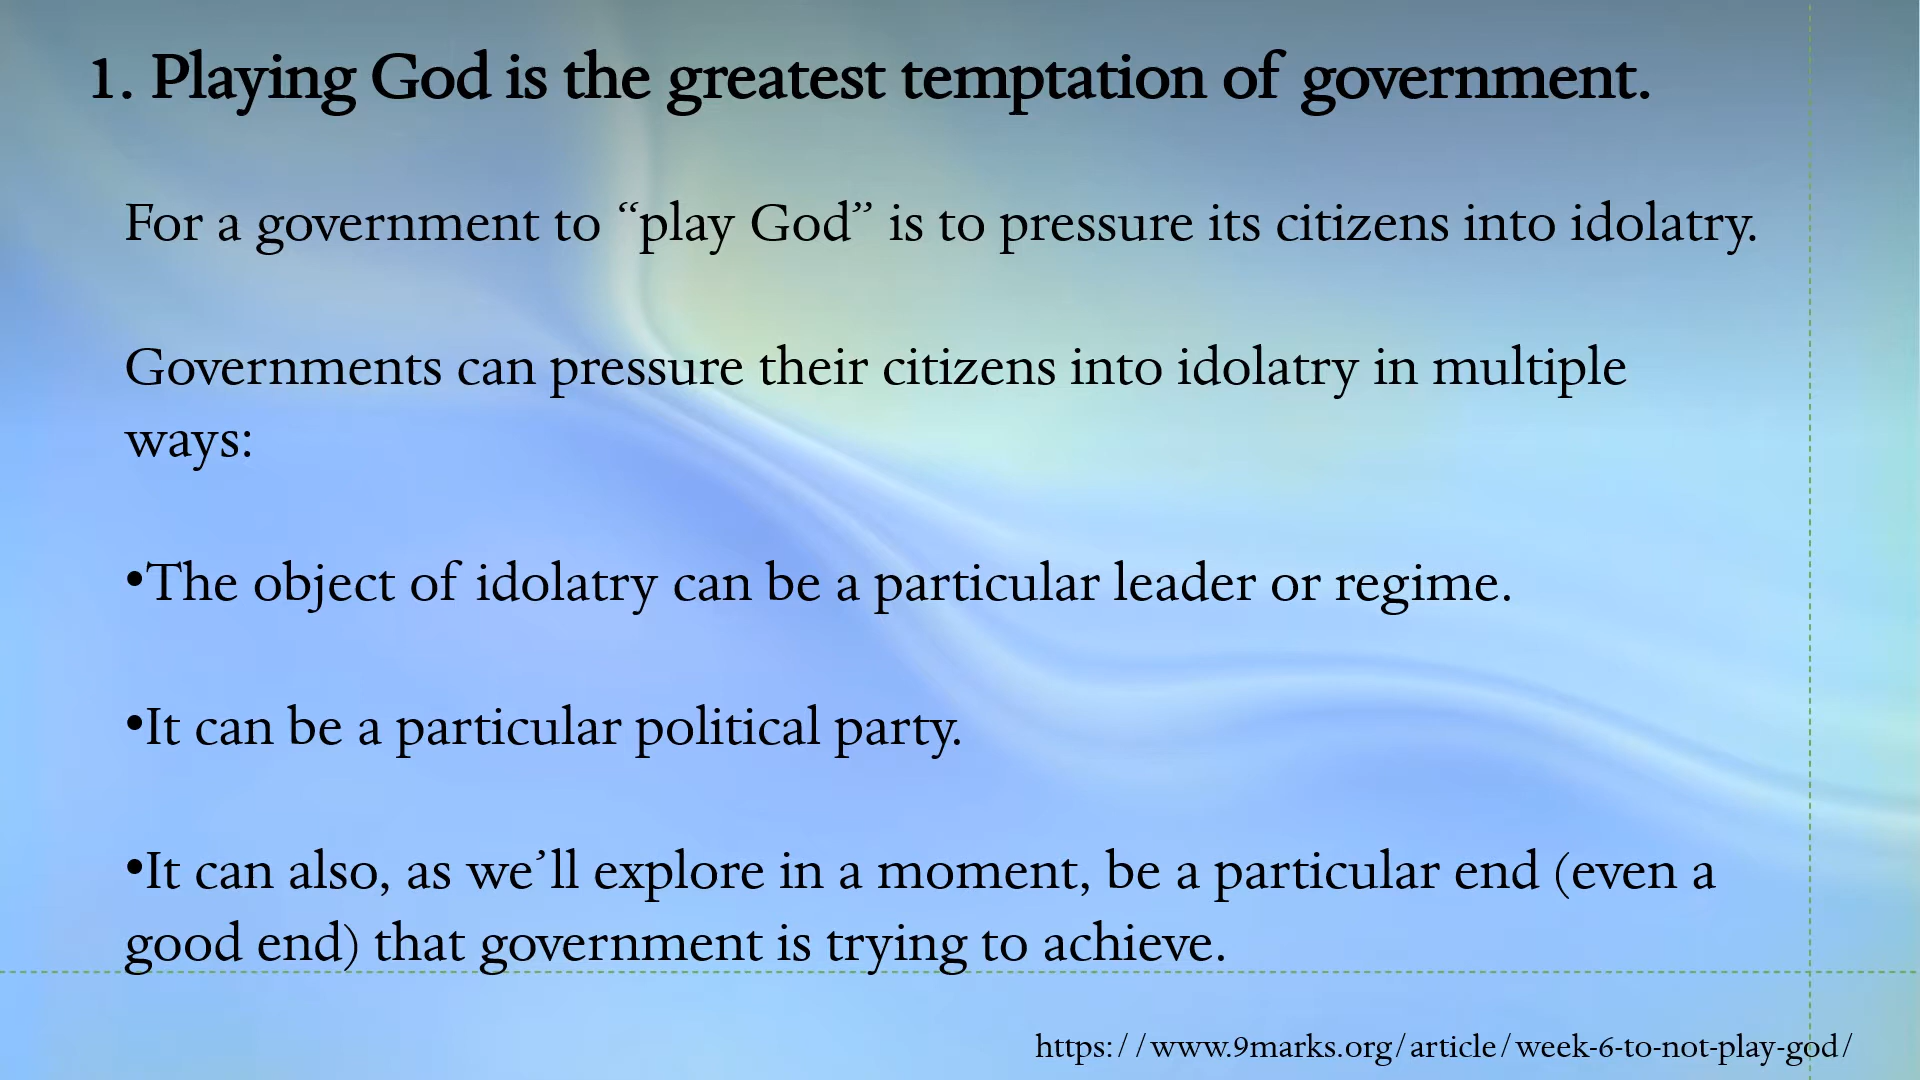 1. Playing God is the greatest temptation of government.
For a government to “play God” is to pressure its citizens into idolatry.
Governments can pressure their citizens into idolatry in multiple
ways:
•The object of idolatry can be a particular leader or regime.
•It can be a particular political party.
•It can also, as we’ll explore in a moment, be a particular end (even a
good end) that government is trying to achieve.
https://www.9marks.org/article/week-6-to-not-play-god/